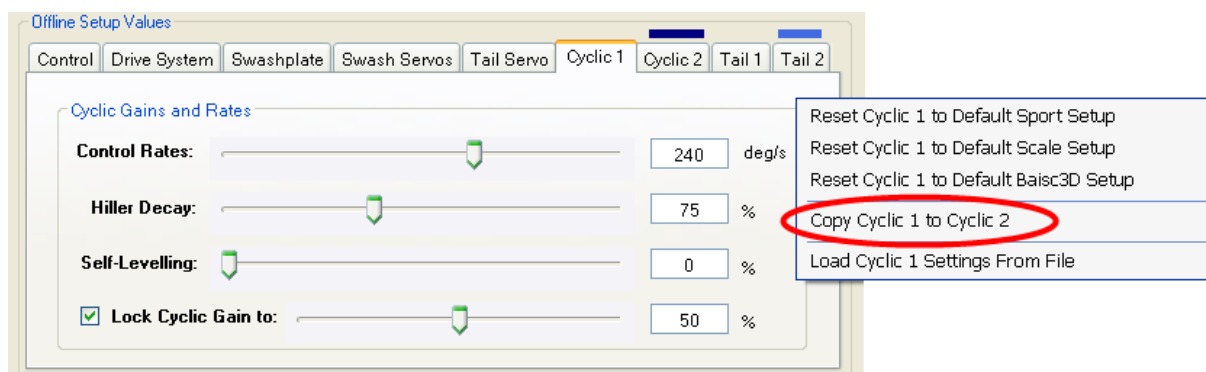 Offline Setup Values
Control Drive System Swashplate Swash Servos Tail Servo Cyclic 1 Cyclic 2 Tail 1 Tail 2
Cyclic Gains and Rates
Control Rates: 240 deg/s
Hiller Decay: 75 %
Self-Levelling: 0 %
Lock Cyclic Gain to: 50 %
Reset Cyclic 1 to Default Sport Setup
Reset Cyclic 1 to Default Scale Setup
Reset Cyclic 1 to Default Baisc3D Setup
Copy Cyclic 1 to Cyclic 2
Load Cyclic 1 Settings From File